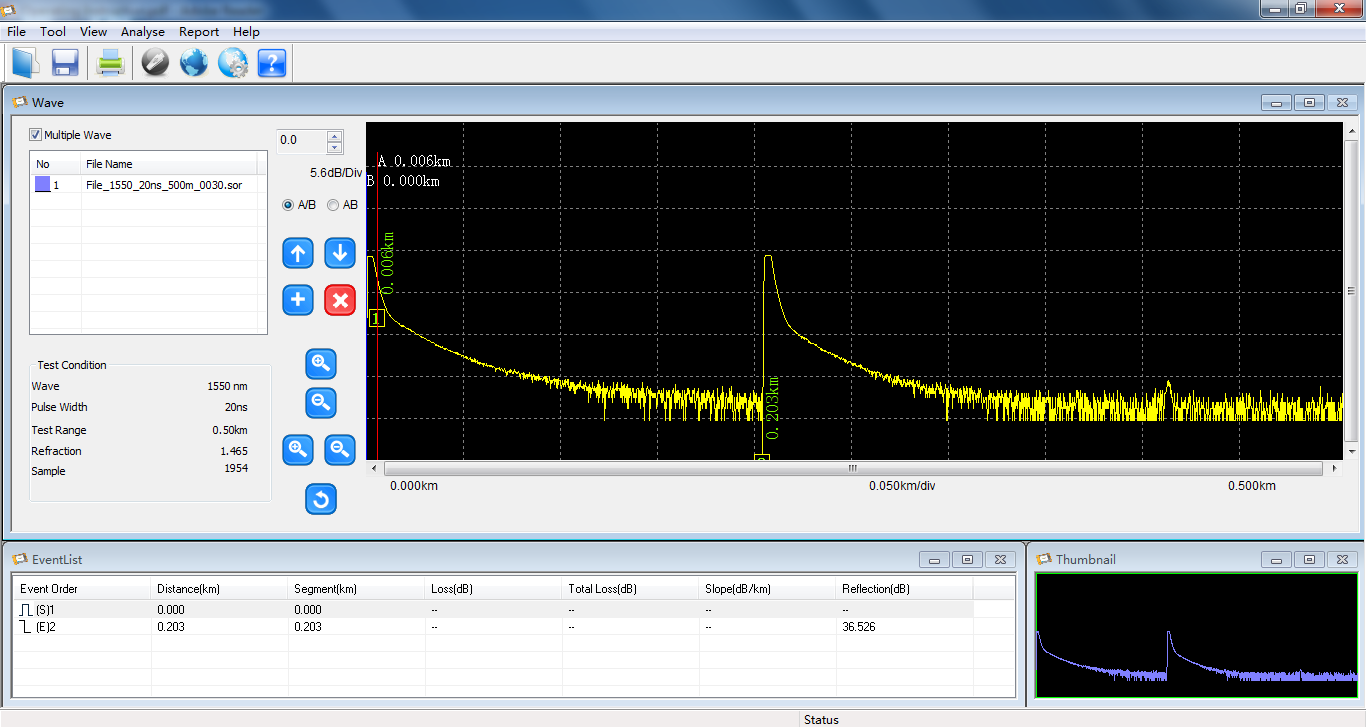 File Tool View Analyse Report Help
Wave
Multiple Wave
No File Name
1 File_1550_20ns_500m_0030.sor
0.0
5.6dB/Div
A/B AB
A 0.006km
B 0.000km
0.006km
1
0.203km
Test Condition
Wave 1550 nm
Pulse Width 20ns
Test Range 0.50km
Refraction 1.465
Sample 1954
0.000km 0.050km/div 0.500km
EventList
Event Order Distance(km) Segment(km) Loss(dB) Total Loss(dB) Slope(dB/km) Reflection(dB)
(S)1 0.000 0.000 -- -- -- --
(E)2 0.203 0.203 -- -- -- 36.526
Thumbnail
Status